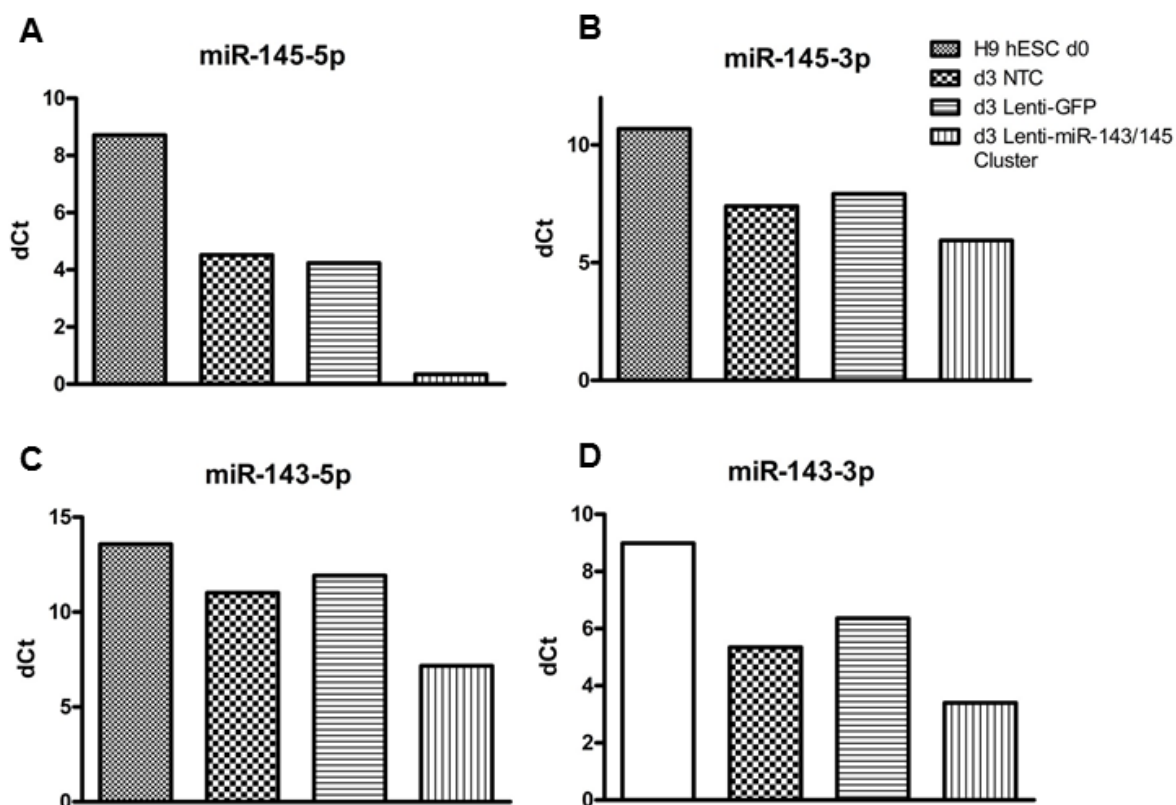 A
miR-145-5p
dCt
10
8
6
4
2
0
B
miR-145-3p
dCt
10
5
0
H9 hESC d0
d3 NTC
d3 Lenti-GFP
d3 Lenti-miR-143/145
Cluster
C
miR-143-5p
dCt
15
10
5
0
D
miR-143-3p
dCt
10
8
6
4
2
0